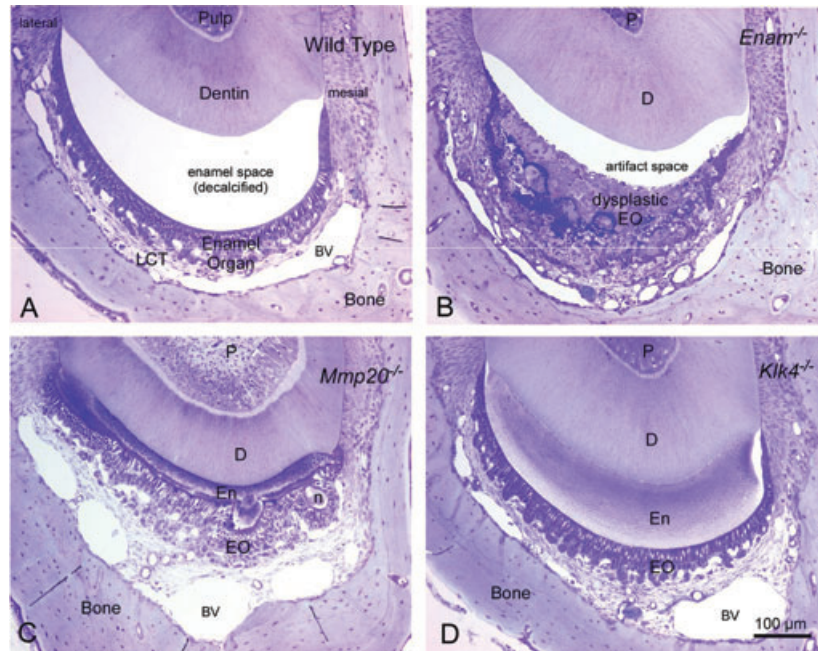 lateral
Pulp
Wild Type
Dentin
mesial
enamel space
(decalcified)
Enamel
Organ
LCT
BV
Bone
A
P
Enam-/-
D
artifact space
dysplastic
EO
Bone
B
P
Mmp20-/-
D
En
n
EO
Bone
BV
C
P
Klk4-/-
D
En
EO
Bone
BV
100 µm
D